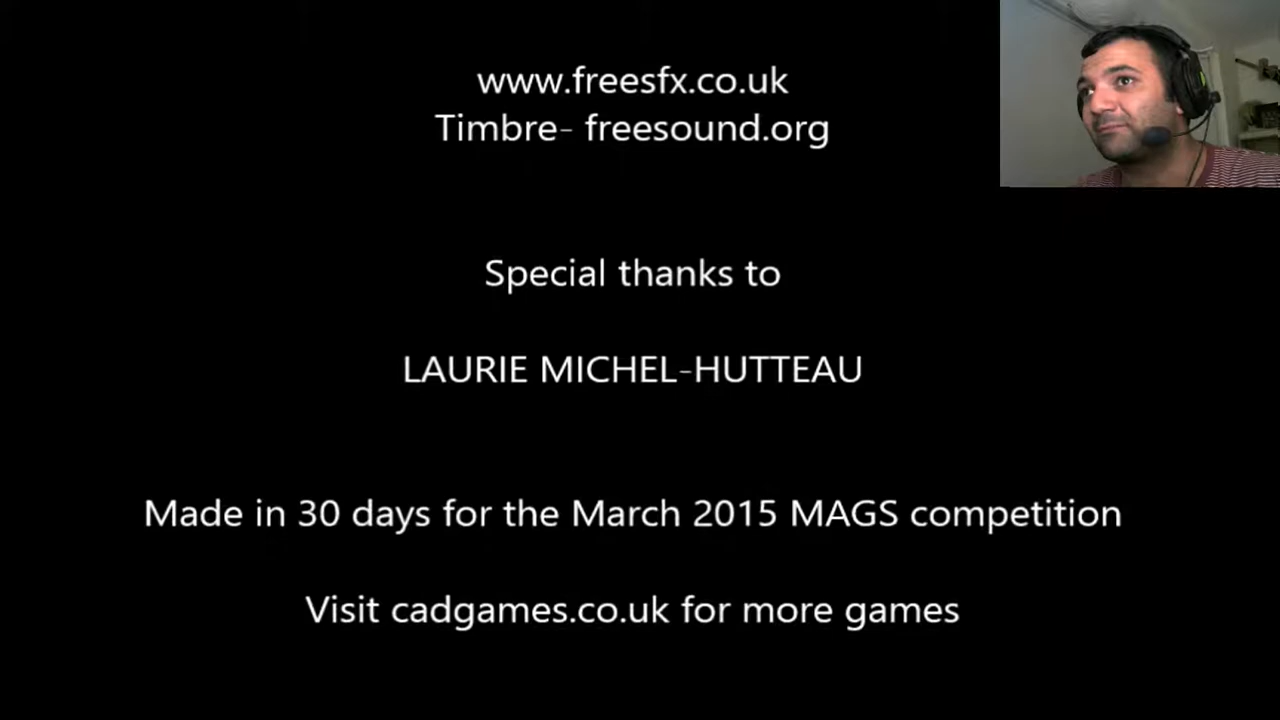 www.freesfx.co.uk
Timbre- freesound.org
Special thanks to
LAURIE MICHEL-HUTTEAU
Made in 30 days for the March 2015 MAGS competition
Visit cadgames.co.uk for more games